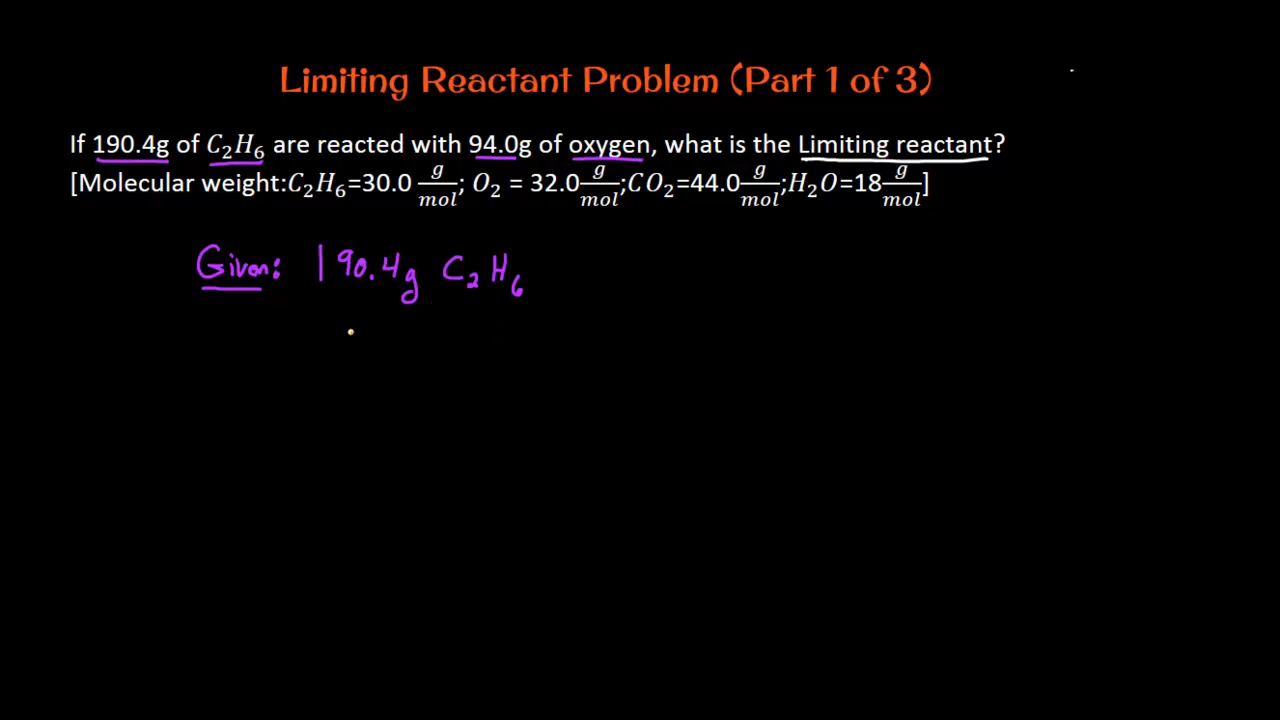 Limiting Reactant Problem (Part 1 of 3)
If 190.4g of C₂H₆ are reacted with 94.0g of oxygen, what is the Limiting reactant?
[Molecular weight:C₂H₆=30.0 g/mol; O₂ = 32.0 g/mol;CO₂=44.0 g/mol;H₂O=18 g/mol]
Given: 190.4g C₂H₆